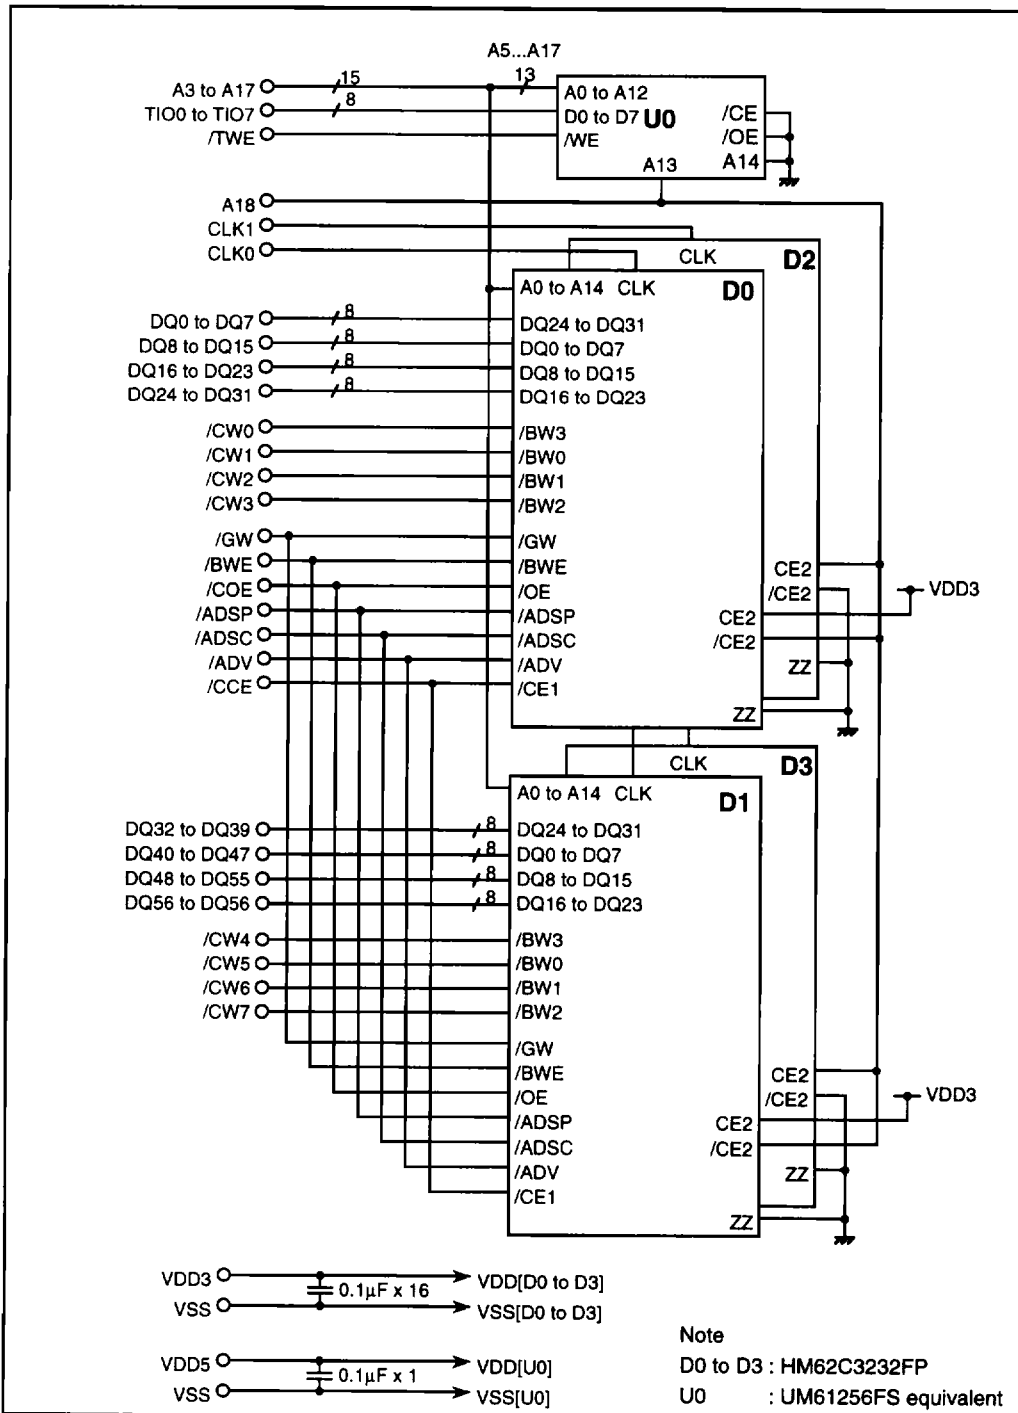 A5...A17
A3 to A17 15 13 A0 to A12
TIO0 to TIO7 8 D0 to D7 U0 /CE
/TWE /WE /OE
A13 A14
A18
CLK1
CLK0
CLK D2
A0 to A14 CLK D0
DQ0 to DQ7 8 DQ24 to DQ31
DQ8 to DQ15 8 DQ0 to DQ7
DQ16 to DQ23 8 DQ8 to DQ15
DQ24 to DQ31 8 DQ16 to DQ23
/CW0 /BW3
/CW1 /BW0
/CW2 /BW1
/CW3 /BW2
/GW /GW
/BWE /BWE CE2
/COE /OE /CE2 VDD3
/ADSP /ADSP CE2
/ADSC /ADSC /CE2
/ADV /ADV ZZ
/CCE /CE1
ZZ
CLK D3
A0 to A14 CLK D1
DQ32 to DQ39 8 DQ24 to DQ31
DQ40 to DQ47 8 DQ0 to DQ7
DQ48 to DQ55 8 DQ8 to DQ15
DQ56 to DQ56 8 DQ16 to DQ23
/CW4 /BW3
/CW5 /BW0
/CW6 /BW1
/CW7 /BW2
/GW
/BWE CE2
/OE /CE2 VDD3
/ADSP CE2
/ADSC /CE2
/ADV ZZ
/CE1
ZZ
VDD3 VDD[D0 to D3]
0.1µF x 16
VSS VSS[D0 to D3]
Note
VDD5 VDD[U0] D0 to D3 : HM62C3232FP
0.1µF x 1
VSS VSS[U0] U0 : UM61256FS equivalent